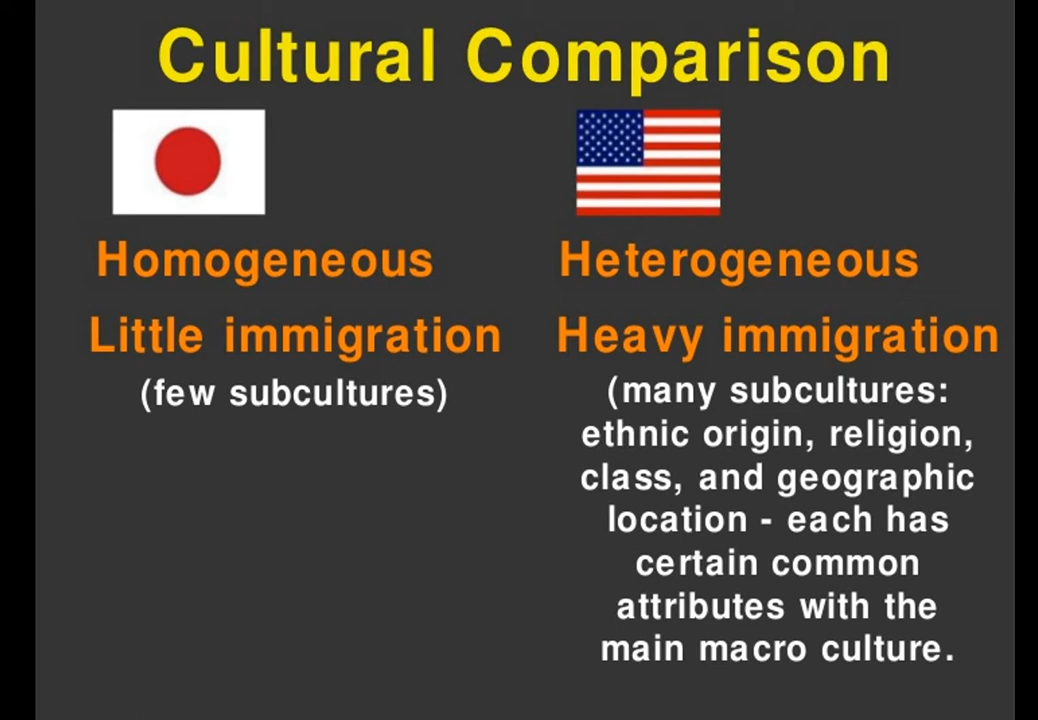 Cultural Comparison
Homogeneous
Little immigration
(few subcultures)
Heterogeneous
Heavy immigration
(many subcultures:
ethnic origin, religion,
class, and geographic
location - each has
certain common
attributes with the
main macro culture.